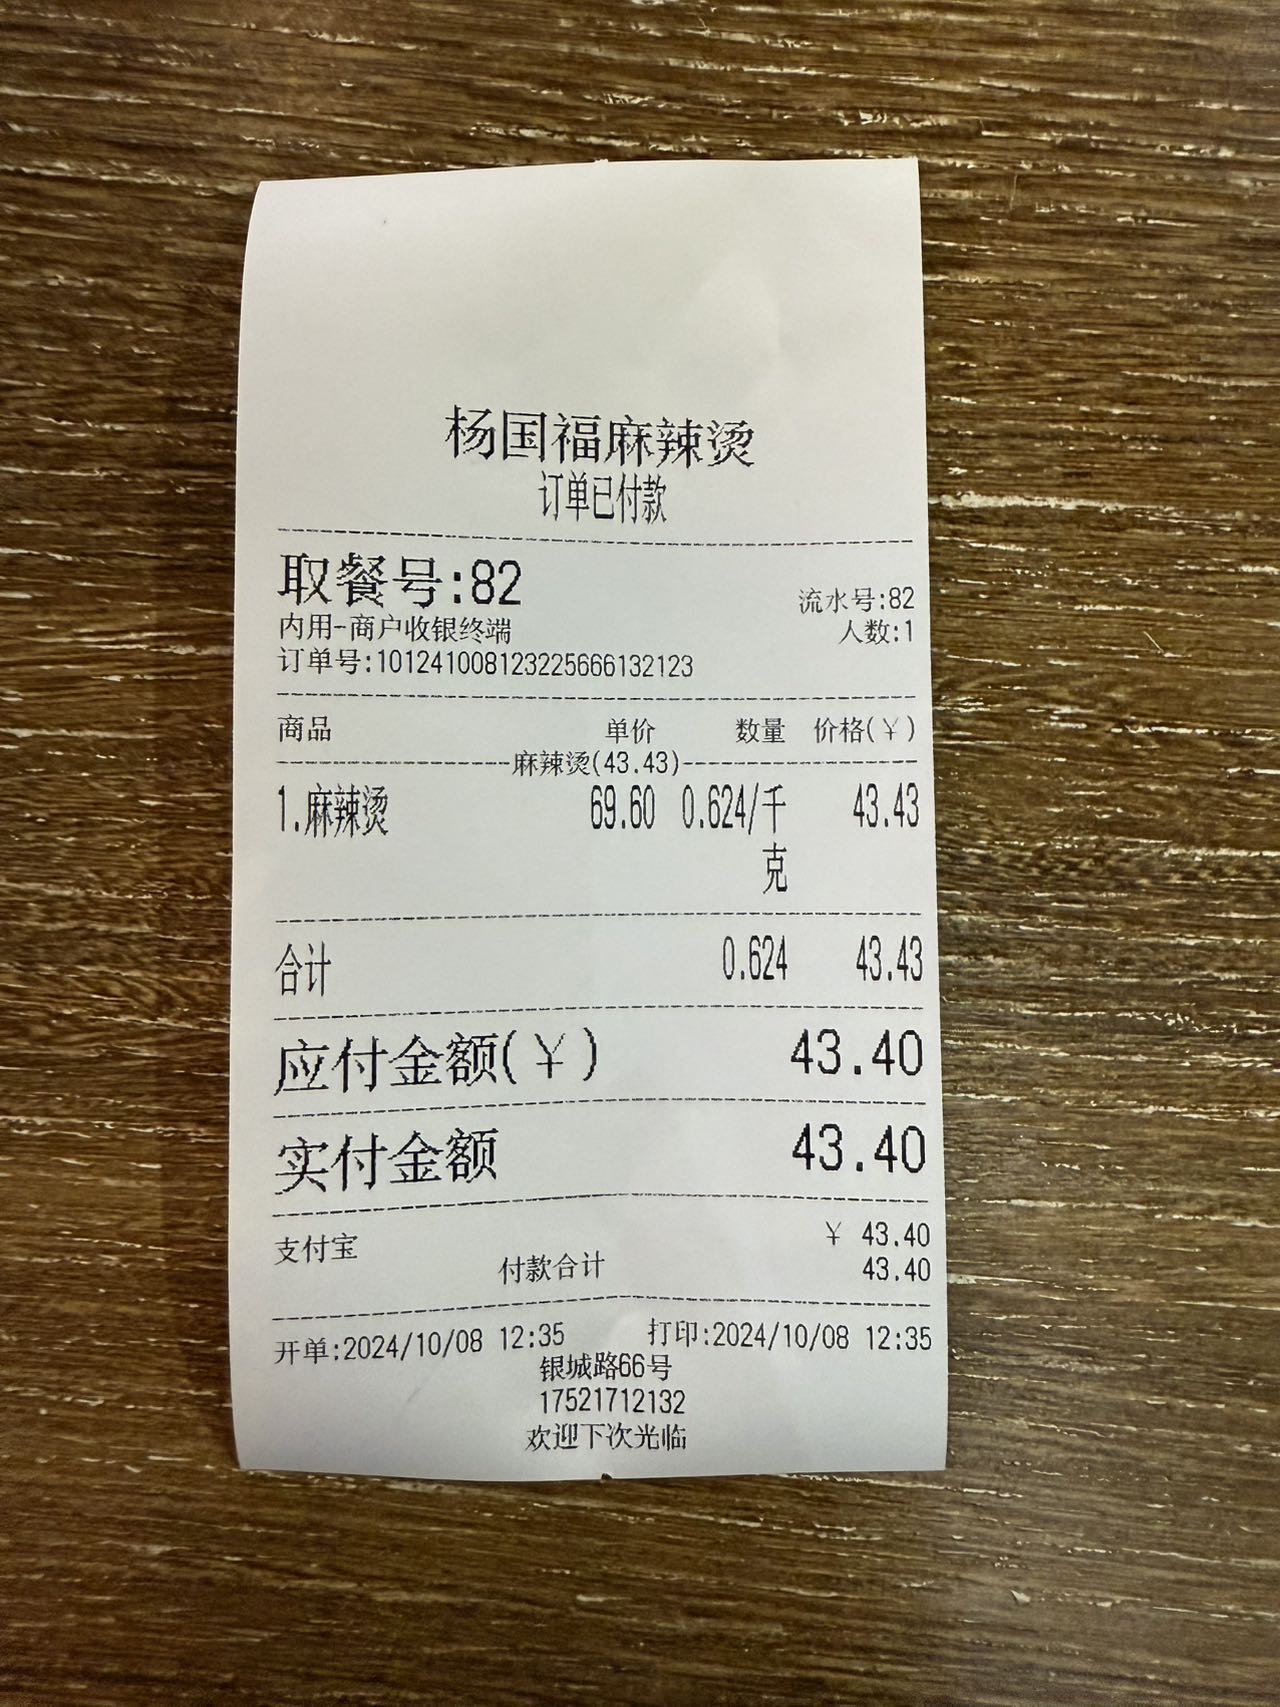 杨国福麻辣烫
订单已付款
取餐号:82
流水号:82
内用-商户收银终端 人数:1
订单号:101241008123225666132123
商品 单价 数量 价格(¥)
麻辣烫(43.43)
1.麻辣烫 69.60 0.624/千 43.43
克
合计 0.624 43.43
应付金额(¥) 43.40
实付金额 43.40
支付宝 ¥ 43.40
付款合计 43.40
开单:2024/10/08 12:35 打印:2024/10/08 12:35
银城路66号
17521712132
欢迎下次光临